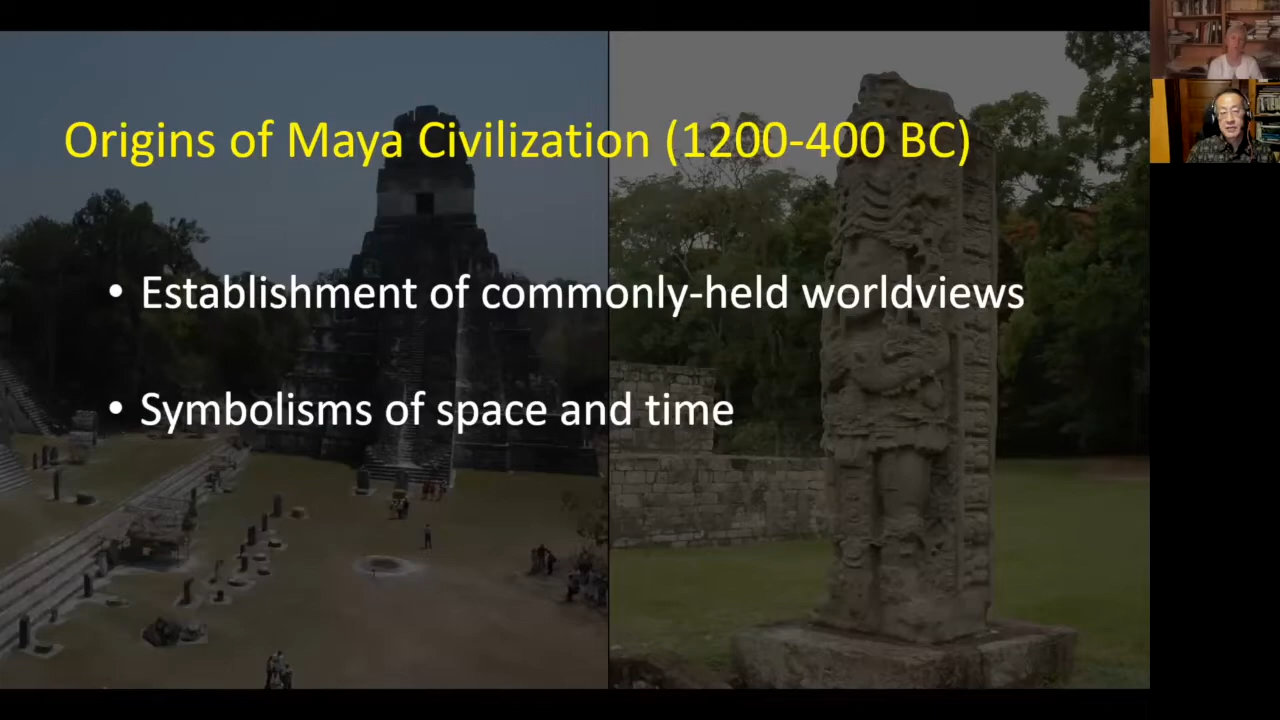 Origins of Maya Civilization (1200-400 BC)
• Establishment of commonly-held worldviews
• Symbolisms of space and time